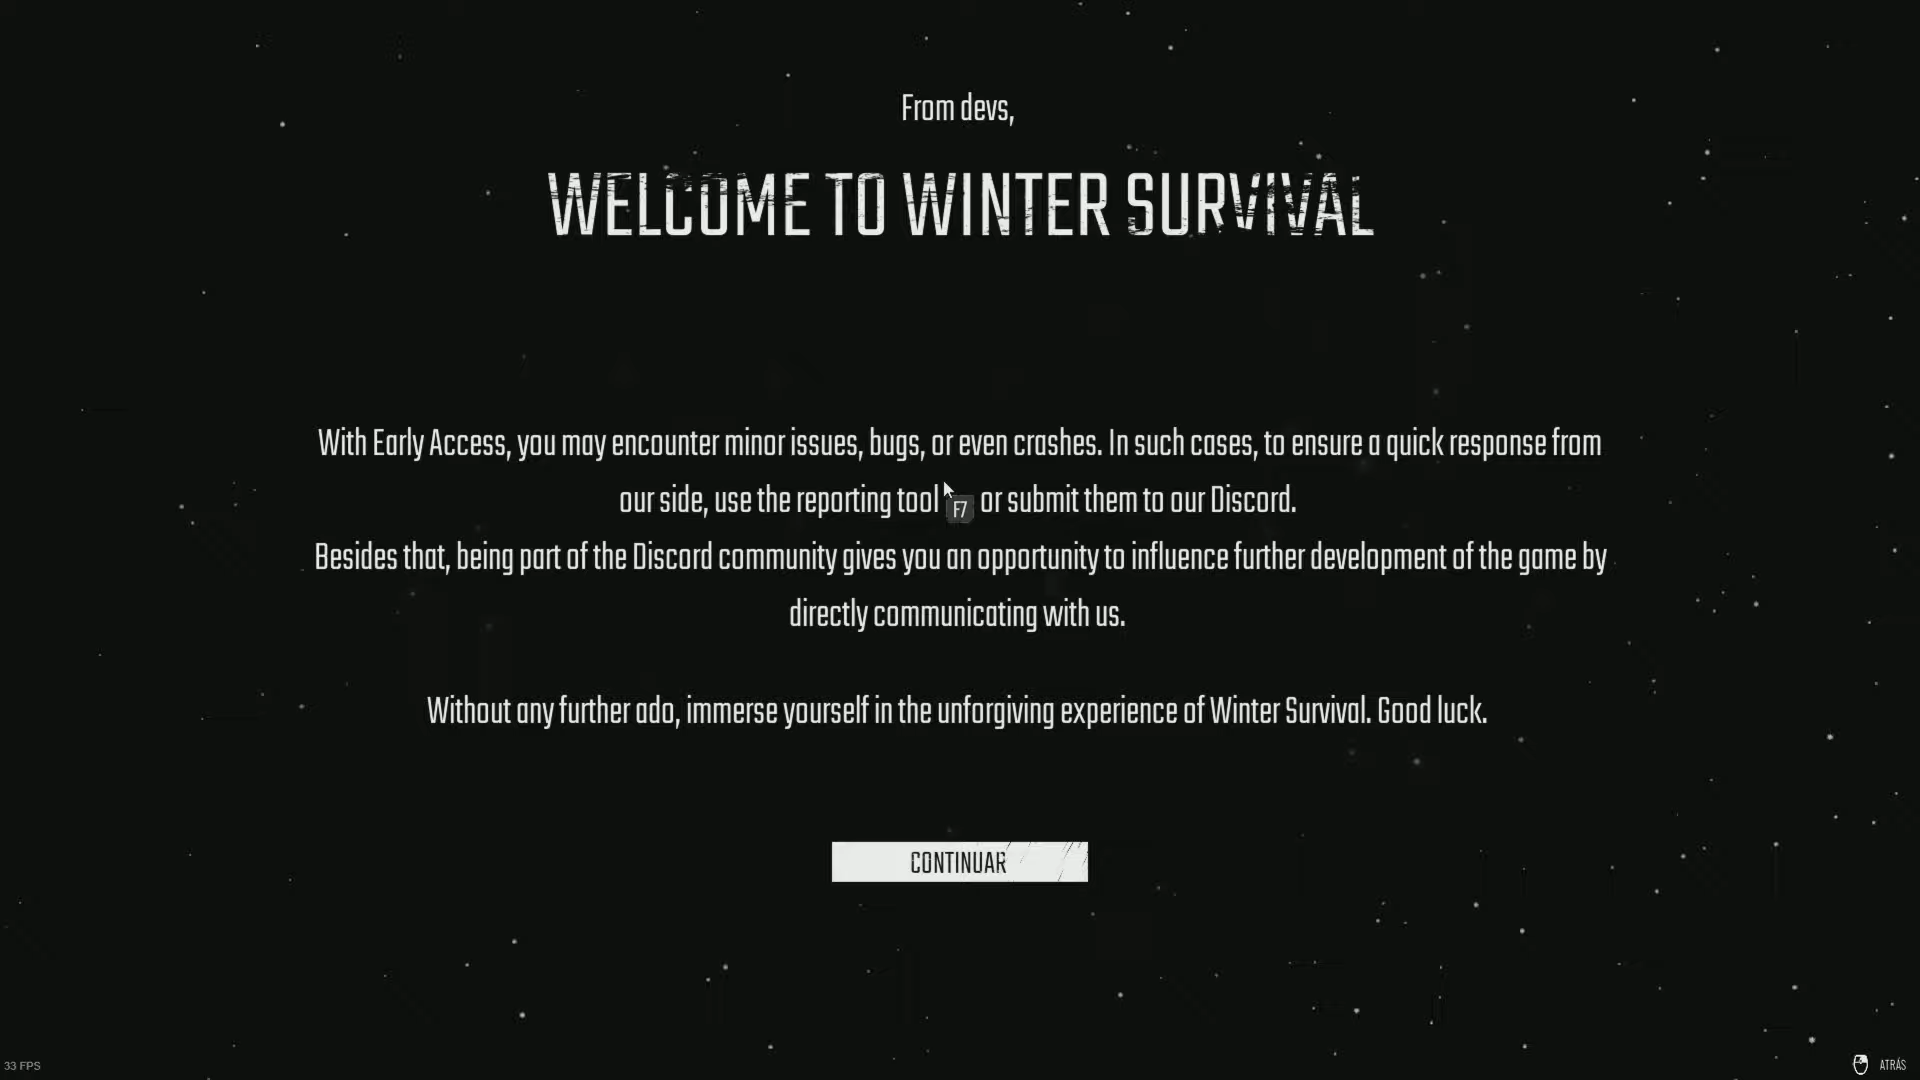 From devs,
WELCOME TO WINTER SURVIVAL
With Early Access, you may encounter minor issues, bugs, or even crashes. In such cases, to ensure a quick response from
our side, use the reporting tool F7 or submit them to our Discord.
Besides that, being part of the Discord community gives you an opportunity to influence further development of the game by
directly communicating with us.
Without any further ado, immerse yourself in the unforgiving experience of Winter Survival. Good luck.
CONTINUAR
33 FPS
ATRÁS